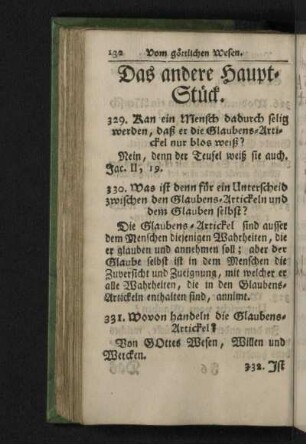 132 Vom göttlichen Wesen.
Das andere Haupt-
Stück.
329. Kan ein Mensch dadurch selig
werden, daß er die Glaubens-Arti-
ckel nur blos weiß?
Nein, denn der Teufel weiß sie auch.
Jac. II, 19.
330. Was ist denn für ein Unterscheid
zwischen den Glaubens-Artickeln und
dem Glauben selbst?
Die Glaubens-Artickel sind ausser
dem Menschen diejenigen Wahrheiten, die
er glauben und annehmen soll; aber der
Glaube selbst ist in dem Menschen die
Zuversicht und Zueignung, mit welcher er
alle Wahrheiten, die in den Glaubens-
Artickeln enthalten sind, annimt.
331. Wovon handeln die Glaubens-
Artickel?
Von GOttes Wesen, Willen und
Wercken.
332. Ist